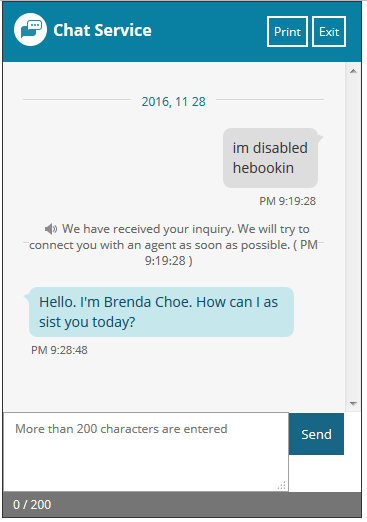 Chat Service
Print
Exit
2016, 11 28
im disabled
hebookin
PM 9:19:28
We have received your inquiry. We will try to
connect you with an agent as soon as possible. ( PM
9:19:28 )
Hello. I'm Brenda Choe. How can I as
sist you today?
PM 9:28:48
More than 200 characters are entered
Send
0 / 200